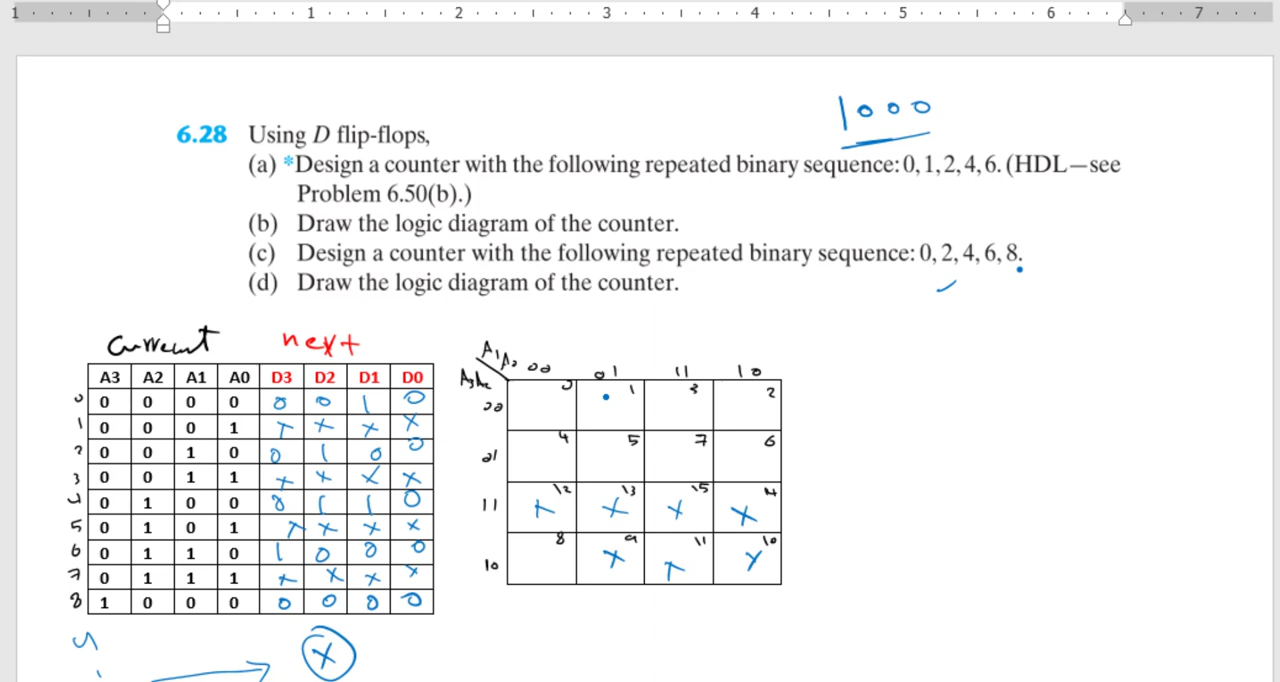 1 1 2 3 4 5 6 7
1000
6.28 Using D flip-flops,
(a) *Design a counter with the following repeated binary sequence: 0, 1, 2, 4, 6. (HDL—see
Problem 6.50(b).)
(b) Draw the logic diagram of the counter.
(c) Design a counter with the following repeated binary sequence: 0, 2, 4, 6, 8.
(d) Draw the logic diagram of the counter.
Current next
A3 A2 A1 A0 D3 D2 D1 D0
0 0 0 0 0 0 0 1 0
1 0 0 0 1 x x x x
2 0 0 1 0 0 1 0 0
3 0 0 1 1 x x x x
4 0 1 0 0 0 1 1 0
5 0 1 0 1 x x x x
6 0 1 1 0 1 0 0 0
7 0 1 1 1 x x x x
8 1 0 0 0 0 0 0 0
9
x
A1A0 00 01 11 10
A3A2
00 0 1 3 2
01 4 5 7 6
11 12 x 13 x 15 x 14 x
10 8 9 x 11 x 10 x